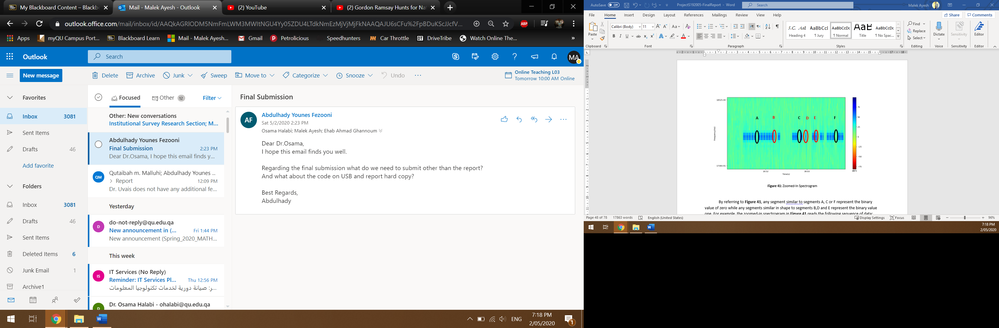 My Blackboard Content – Blackb
Mail - Malek Ayesh - Outlook
(2) YouTube
(2) Gordon Ramsay Hunts for Na
outlook.office.com/mail/inbox/id/
Apps
myQU Campus Port...
Bb Blackboard Learn
Mail - Malek Ayesh...
Gmail
Petrolicious
Speedhunters
Car Throttle
DT DriveTribe
Watch Online The...
»
ABP
Outlook
Search
MA
New message
Delete
Archive
Junk
Sweep
Move to
Categorize
Snooze
Undo
Online Teaching L03
Tomorrow 10:00 AM Online
Favorites
Inbox 3081
Sent Items
Drafts 46
Add favorite
Folders
Inbox 3081
Drafts 46
Sent Items
Deleted Items 6
Junk Email 1
Archive1
Focused
Other 12
Filter
Other: New conversations
Institutional Survey Research Section; M...
Abdulhady Younes Fezooni
Final Submission 2:23 PM
Dear Dr.Osama, I hope this email finds y...
QM
Qutaibah m. Malluhi; Abdulhady Younes ...
> Report 12:09 PM
Dr. Uvais does not have any additional fe...
Yesterday
D
do-not-reply@qu.edu.qa
New announcement in (... Fri 1:44 PM
New announcement (Spring_2020_MATH...
This week
IS
IT Services (No Reply)
Reminder: IT Services Pl... Thu 12:56 PM
ر: صيانة دورية لخدمات تكنولوجيا المعلومات...
D
Dr. Osama Halabi - ohalabi@qu.edu.qa
Final Submission
AF
Abdulhady Younes Fezooni
Sat 5/2/2020 2:23 PM
Osama Halabi; Malek Ayesh; Ehab Ahmad Ghannoum
Dear Dr.Osama,
I hope this email finds you well.
Regarding the final submission what do we need to submit other than the report?
And what about the code on USB and report hard copy?
Best Regards,
Abdulhady
ENG
7:18 PM
2/05/2020
1
AutoSave Off
ProjectS192005-FinalReport - Word
Search
Malek Ayesh
File
Home
Insert
Design
Layout
References
Mailings
Review
View
Help
Share
Comments
Paste
Calibri (Body) 11
Clipboard
Font
Paragraph
Heading 4
¶ Jury
¶ Normal
Title
¶ No Spac...
Styles
Find
Replace
Select
Editing
Dictate
Voice
Sensitivity
Sensitivity
Editor
Editor
18525.44
17364.91
Frequency(Hz)
A
B
C
D
E
F
19.52
39.03
Time(s)
75
50
25
0
−25
−50
−75
dBFS
Figure 41: Zoomed-In Spectrogram
By referring to Figure 41, any segment similar to segments A, C or F represent the binary
value of zero while any segments similar in shape to segments B,D and E represent the binary value
one. For example, the zoomed-in spectrogram in Figure 41 reads the following sequence of data:
Page 48 of 78
17863 words
English (United States)
Display Settings
Focus
96%
7:18 PM
2/05/2020